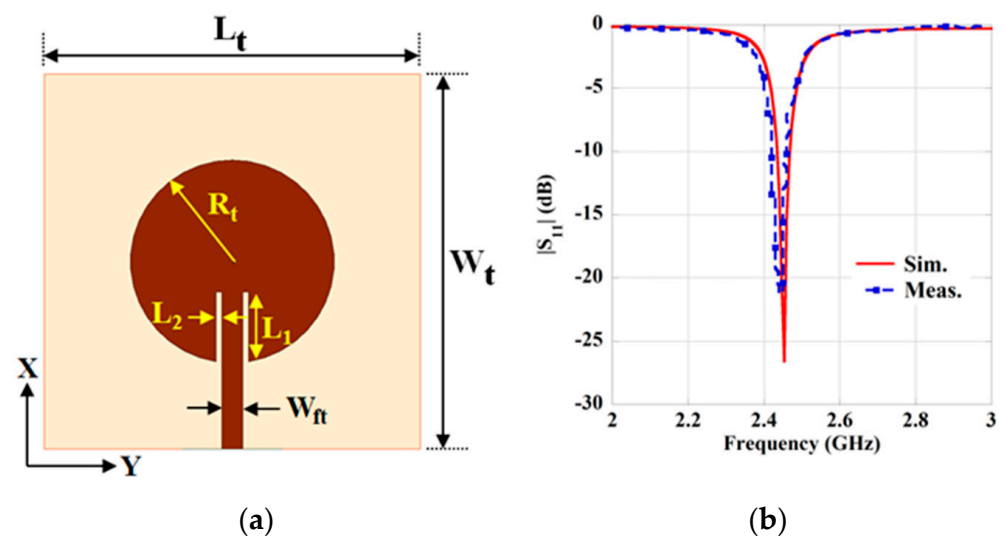 Lt
Wt
Rt
L2
L1
Wft
X
Y
(a)
0
-5
-10
-15
-20
-25
-30
|S11| (dB)
Sim.
Meas.
2
2.2
2.4
2.6
2.8
3
Frequency (GHz)
(b)